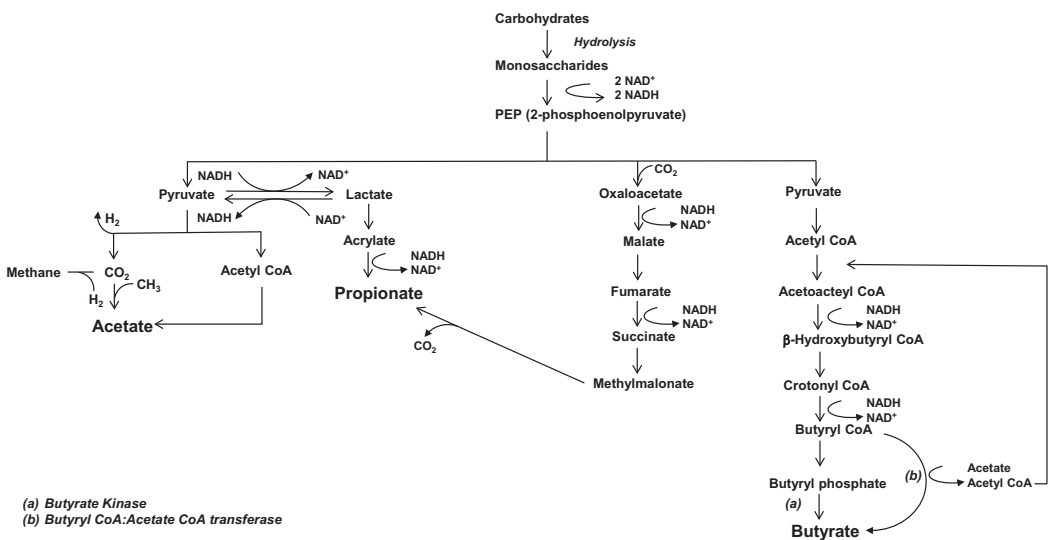 Carbohydrates
Hydrolysis
Monosaccharides
2 NAD⁺
2 NADH
PEP (2-phosphoenolpyruvate)
Pyruvate
NADH
NAD⁺
Lactate
NADH
NAD⁺
CO₂
Oxaloacetate
Pyruvate
H₂
Acrylate
NADH
NAD⁺
Malate
Acetyl CoA
Methane
CO₂
H₂
CH₃
Acetyl CoA
NADH
NAD⁺
Propionate
Fumarate
Acetoacteyl CoA
Acetate
CO₂
NADH
NAD⁺
Succinate
NADH
NAD⁺
β-Hydroxybutyryl CoA
Methylmalonate
Crotonyl CoA
NADH
NAD⁺
Butyryl CoA
(b)
Acetate
Acetyl CoA
Butyryl phosphate
(a)
Butyrate
(a) Butyrate Kinase
(b) Butyryl CoA:Acetate CoA transferase